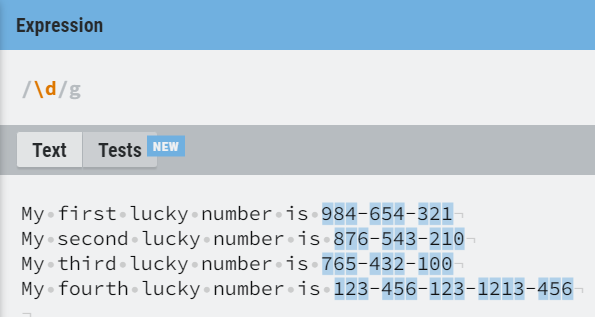 Expression
/\d/g
Text Tests NEW
My first lucky number is 984-654-321
My second lucky number is 876-543-210
My third lucky number is 765-432-100
My fourth lucky number is 123-456-123-1213-456